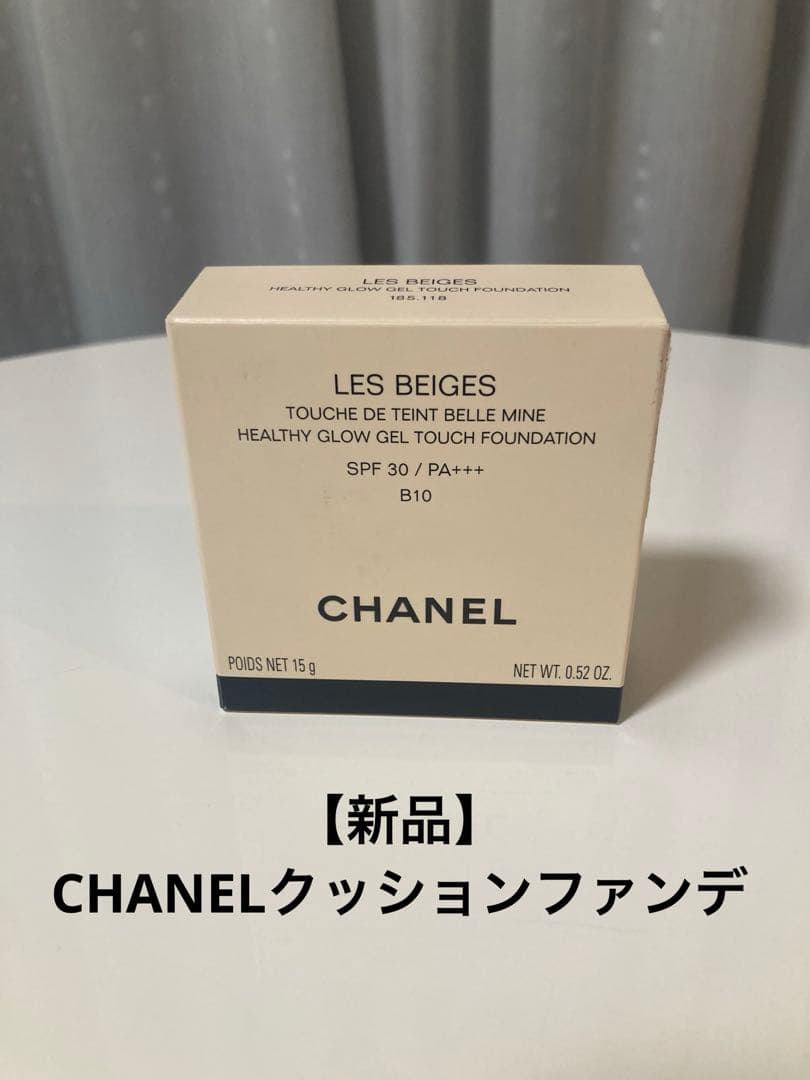 LES BEIGES
HEALTHY GLOW GEL TOUCH FOUNDATION
185.118
LES BEIGES
TOUCHE DE TEINT BELLE MINE
HEALTHY GLOW GEL TOUCH FOUNDATION
SPF 30 / PA+++
B10
CHANEL
POIDS NET 15 g
NET WT. 0.52 OZ.
【新品】
CHANELクッションファンデ